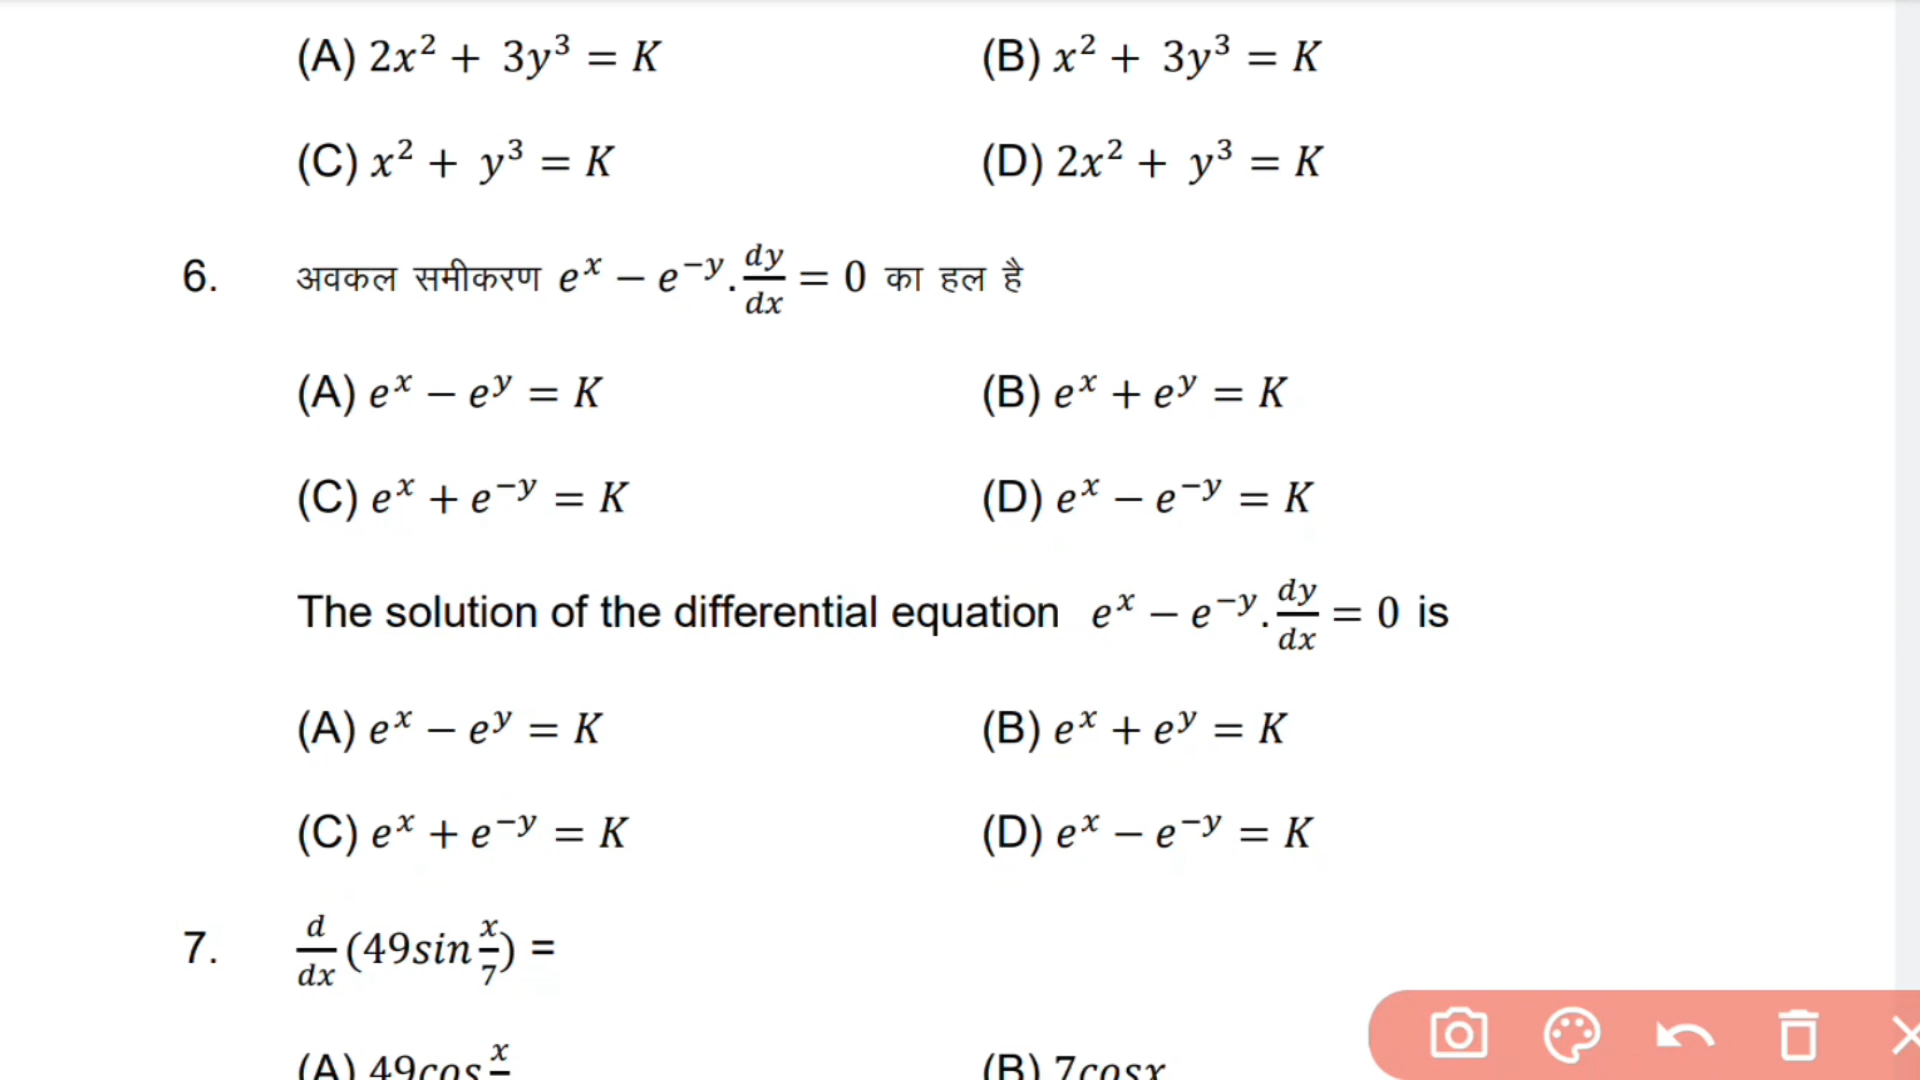 (A) 2x² + 3y³ = K (B) x² + 3y³ = K
(C) x² + y³ = K (D) 2x² + y³ = K
6. अवकल समीकरण eˣ − e⁻ʸ.dy/dx = 0 का हल है
(A) eˣ − eʸ = K (B) eˣ + eʸ = K
(C) eˣ + e⁻ʸ = K (D) eˣ − e⁻ʸ = K
The solution of the differential equation eˣ − e⁻ʸ.dy/dx = 0 is
(A) eˣ − eʸ = K (B) eˣ + eʸ = K
(C) eˣ + e⁻ʸ = K (D) eˣ − e⁻ʸ = K
7. d/dx (49sin x/7) =
(A) 49cos x/ (B) 7cosx